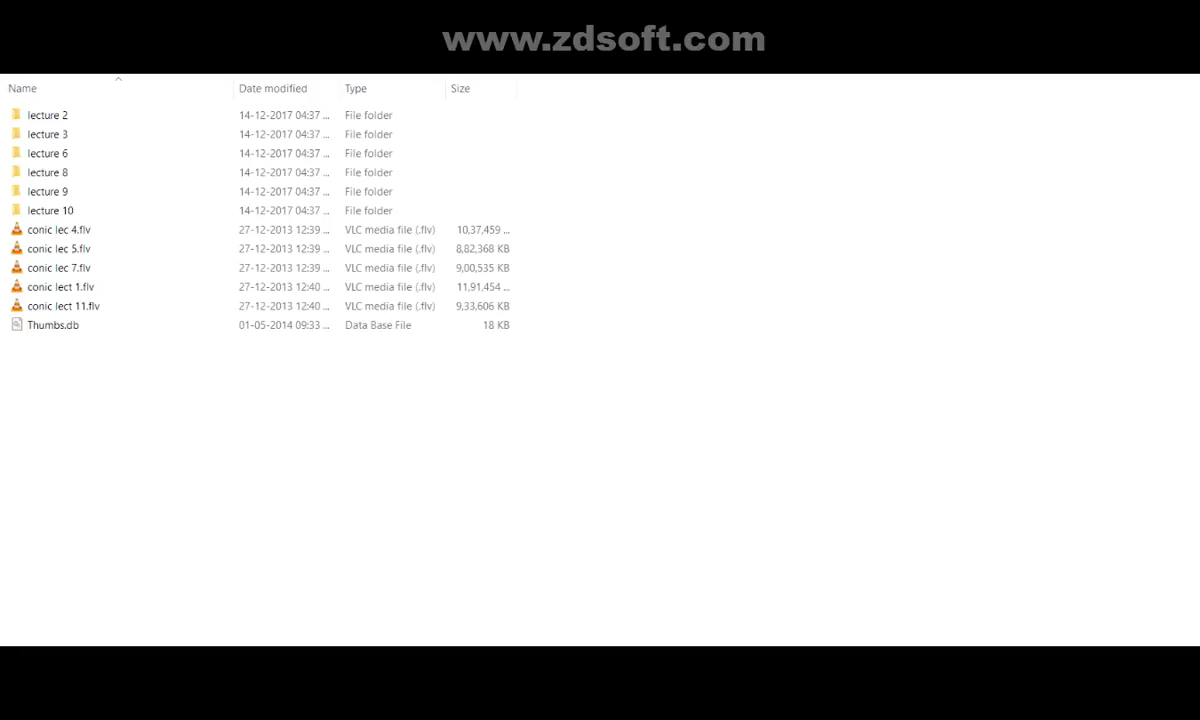 www.zdsoft.com
Name Date modified Type Size
lecture 2 14-12-2017 04:37 ... File folder
lecture 3 14-12-2017 04:37 ... File folder
lecture 6 14-12-2017 04:37 ... File folder
lecture 8 14-12-2017 04:37 ... File folder
lecture 9 14-12-2017 04:37 ... File folder
lecture 10 14-12-2017 04:37 ... File folder
conic lec 4.flv 27-12-2013 12:39 ... VLC media file (.flv) 10,37,459 ...
conic lec 5.flv 27-12-2013 12:39 ... VLC media file (.flv) 8,82,368 KB
conic lec 7.flv 27-12-2013 12:39 ... VLC media file (.flv) 9,00,535 KB
conic lect 1.flv 27-12-2013 12:40 ... VLC media file (.flv) 11,91,454 ...
conic lect 11.flv 27-12-2013 12:40 ... VLC media file (.flv) 9,33,606 KB
Thumbs.db 01-05-2014 09:33 ... Data Base File 18 KB